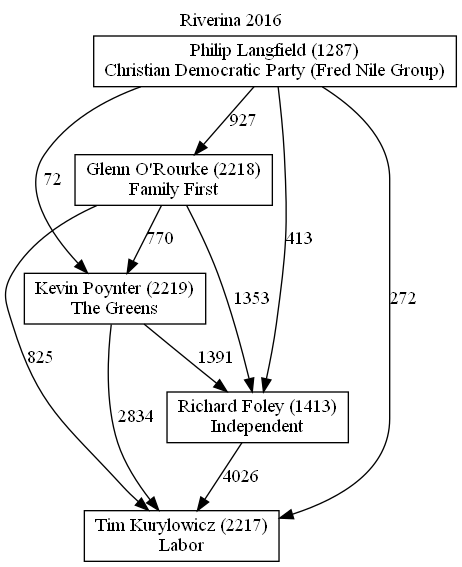 Riverina 2016
Philip Langfield (1287)
Christian Democratic Party (Fred Nile Group)
927
Glenn O'Rourke (2218)
Family First
72
770
413
Kevin Poynter (2219)
The Greens
1353
272
825
1391
Richard Foley (1413)
Independent
2834
4026
Tim Kurylowicz (2217)
Labor